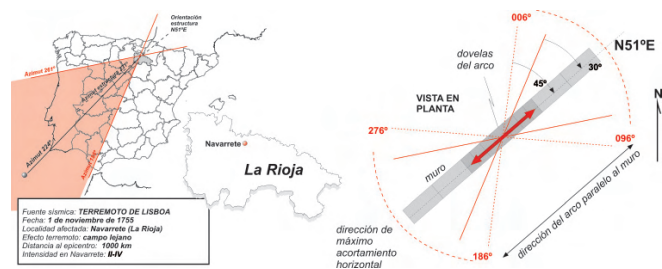 Orientación
estructura
N51ºE
Azimut 261º
Azimut 224º
Navarrete
La Rioja
Fuente sísmica: TERREMOTO DE LISBOA
Fecha: 1 de noviembre de 1755
Localidad afectada: Navarrete (La Rioja)
Efecto terremoto: campo lejano
Distancia al epicentro: 1000 km
Intensidad en Navarrete: II-IV
006º
N51ºE
dovelas
del arco
30º
45º
VISTA EN
PLANTA
N
276º
096º
muro
dirección del arco paralelo al muro
dirección de
máximo
acortamiento
horizontal
186º